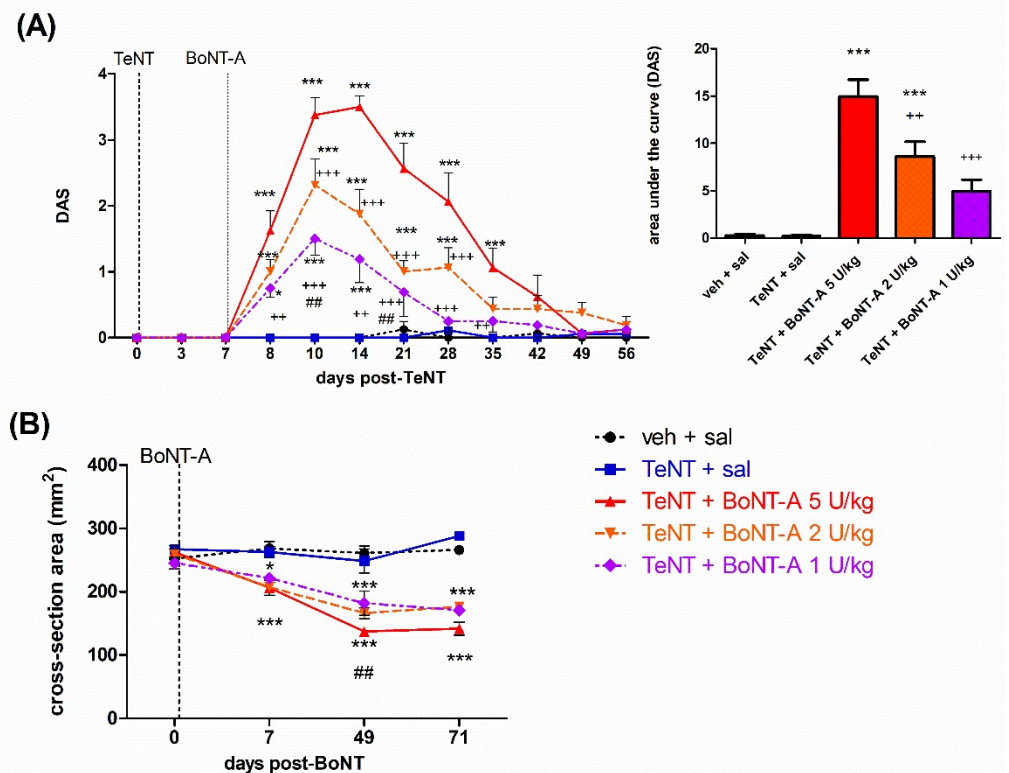 (A)
TeNT
BoNT-A
DAS
4
3
2
1
0
***
***
***
***
***
***
***
+++
***
+++
***
+++
***
+++
***
***
*
++
***
+++
##
***
++
+++
##
+++
++
0 3 7 8 10 14 21 28 35 42 49 56
days post-TeNT
area under the curve (DAS)
20
15
10
5
0
***
***
++
+++
veh + sal
TeNT + sal
TeNT + BoNT-A 5 U/kg
TeNT + BoNT-A 2 U/kg
TeNT + BoNT-A 1 U/kg
(B)
BoNT-A
cross-section area (mm²)
400
300
200
100
0
*
***
***
***
##
***
***
0 7 49 71
days post-BoNT
veh + sal
TeNT + sal
TeNT + BoNT-A 5 U/kg
TeNT + BoNT-A 2 U/kg
TeNT + BoNT-A 1 U/kg